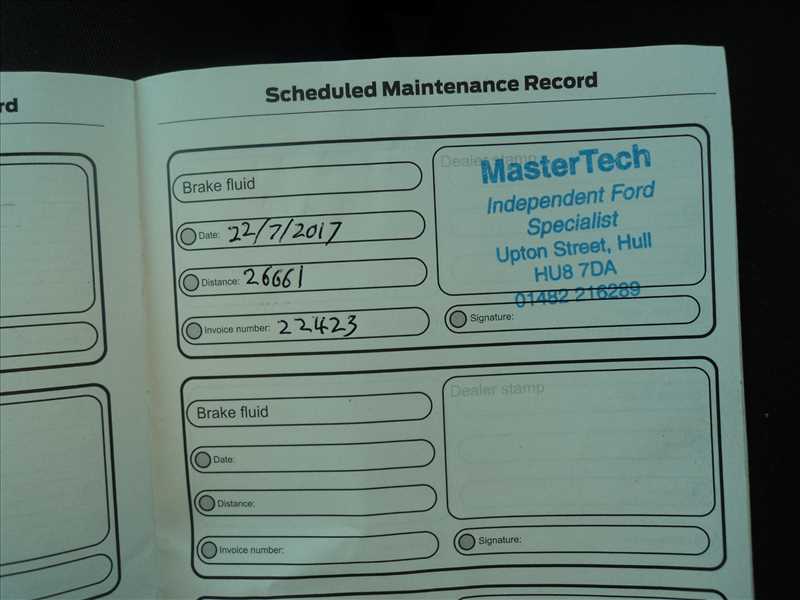 rd
Scheduled Maintenance Record
Brake fluid
Date: 22/7/2017
Distance: 26661
Invoice number: 22423
Dealer stamp
MasterTech
Independent Ford
Specialist
Upton Street, Hull
HU8 7DA
01482 216289
Signature:
Brake fluid
Date:
Distance:
Invoice number:
Dealer stamp
Signature: